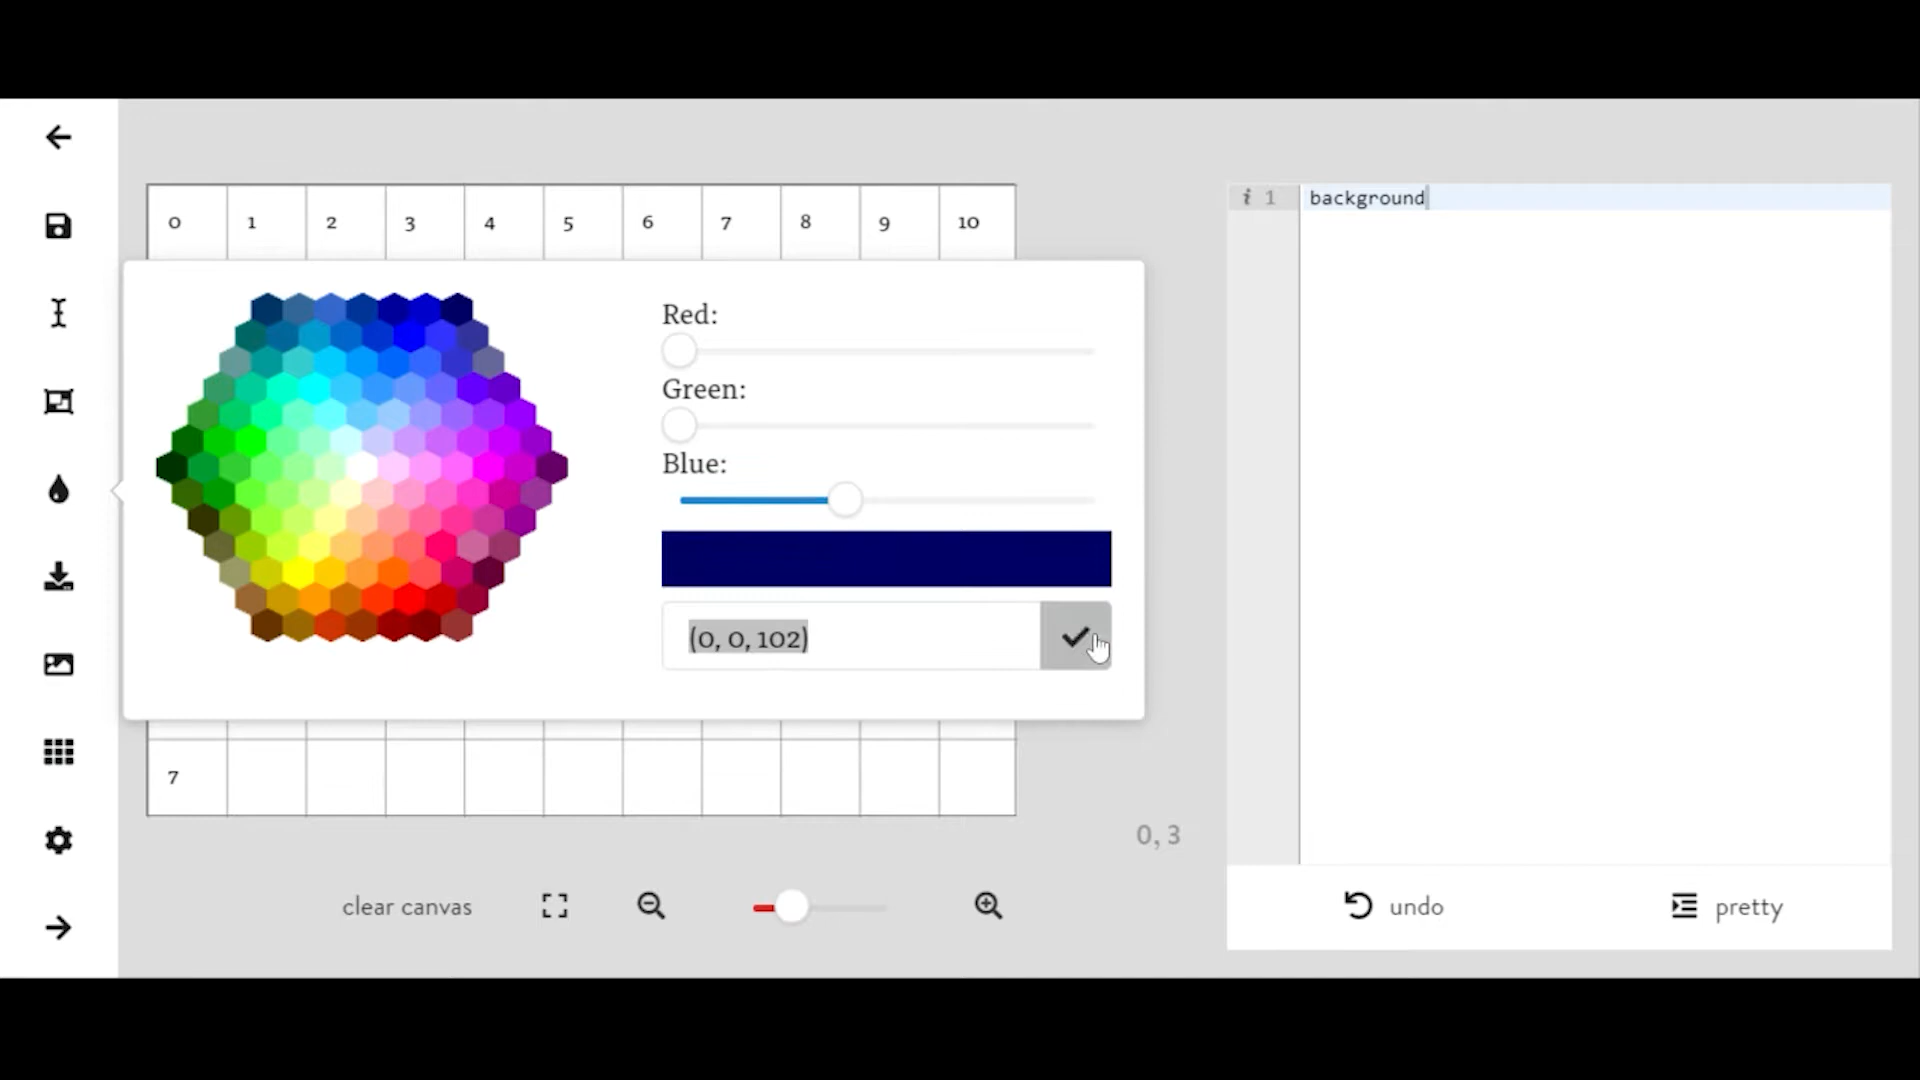 0 1 2 3 4 5 6 7 8 9 10
Red:
Green:
Blue:
(0, 0, 102)
7
0, 3
clear canvas
i 1 background
undo
pretty